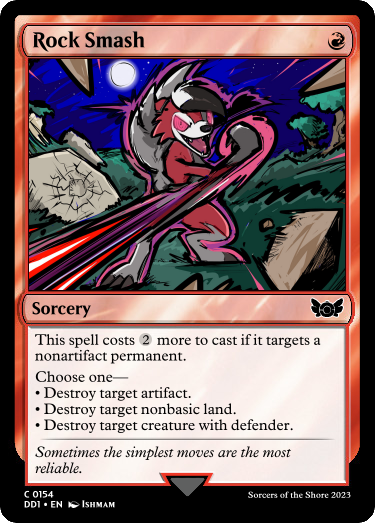 Rock Smash
Sorcery
This spell costs 2 more to cast if it targets a
nonartifact permanent.
Choose one—
• Destroy target artifact.
• Destroy target nonbasic land.
• Destroy target creature with defender.
Sometimes the simplest moves are the most
reliable.
C 0154
DD1 • EN Ishmam
Sorcers of the Shore 2023